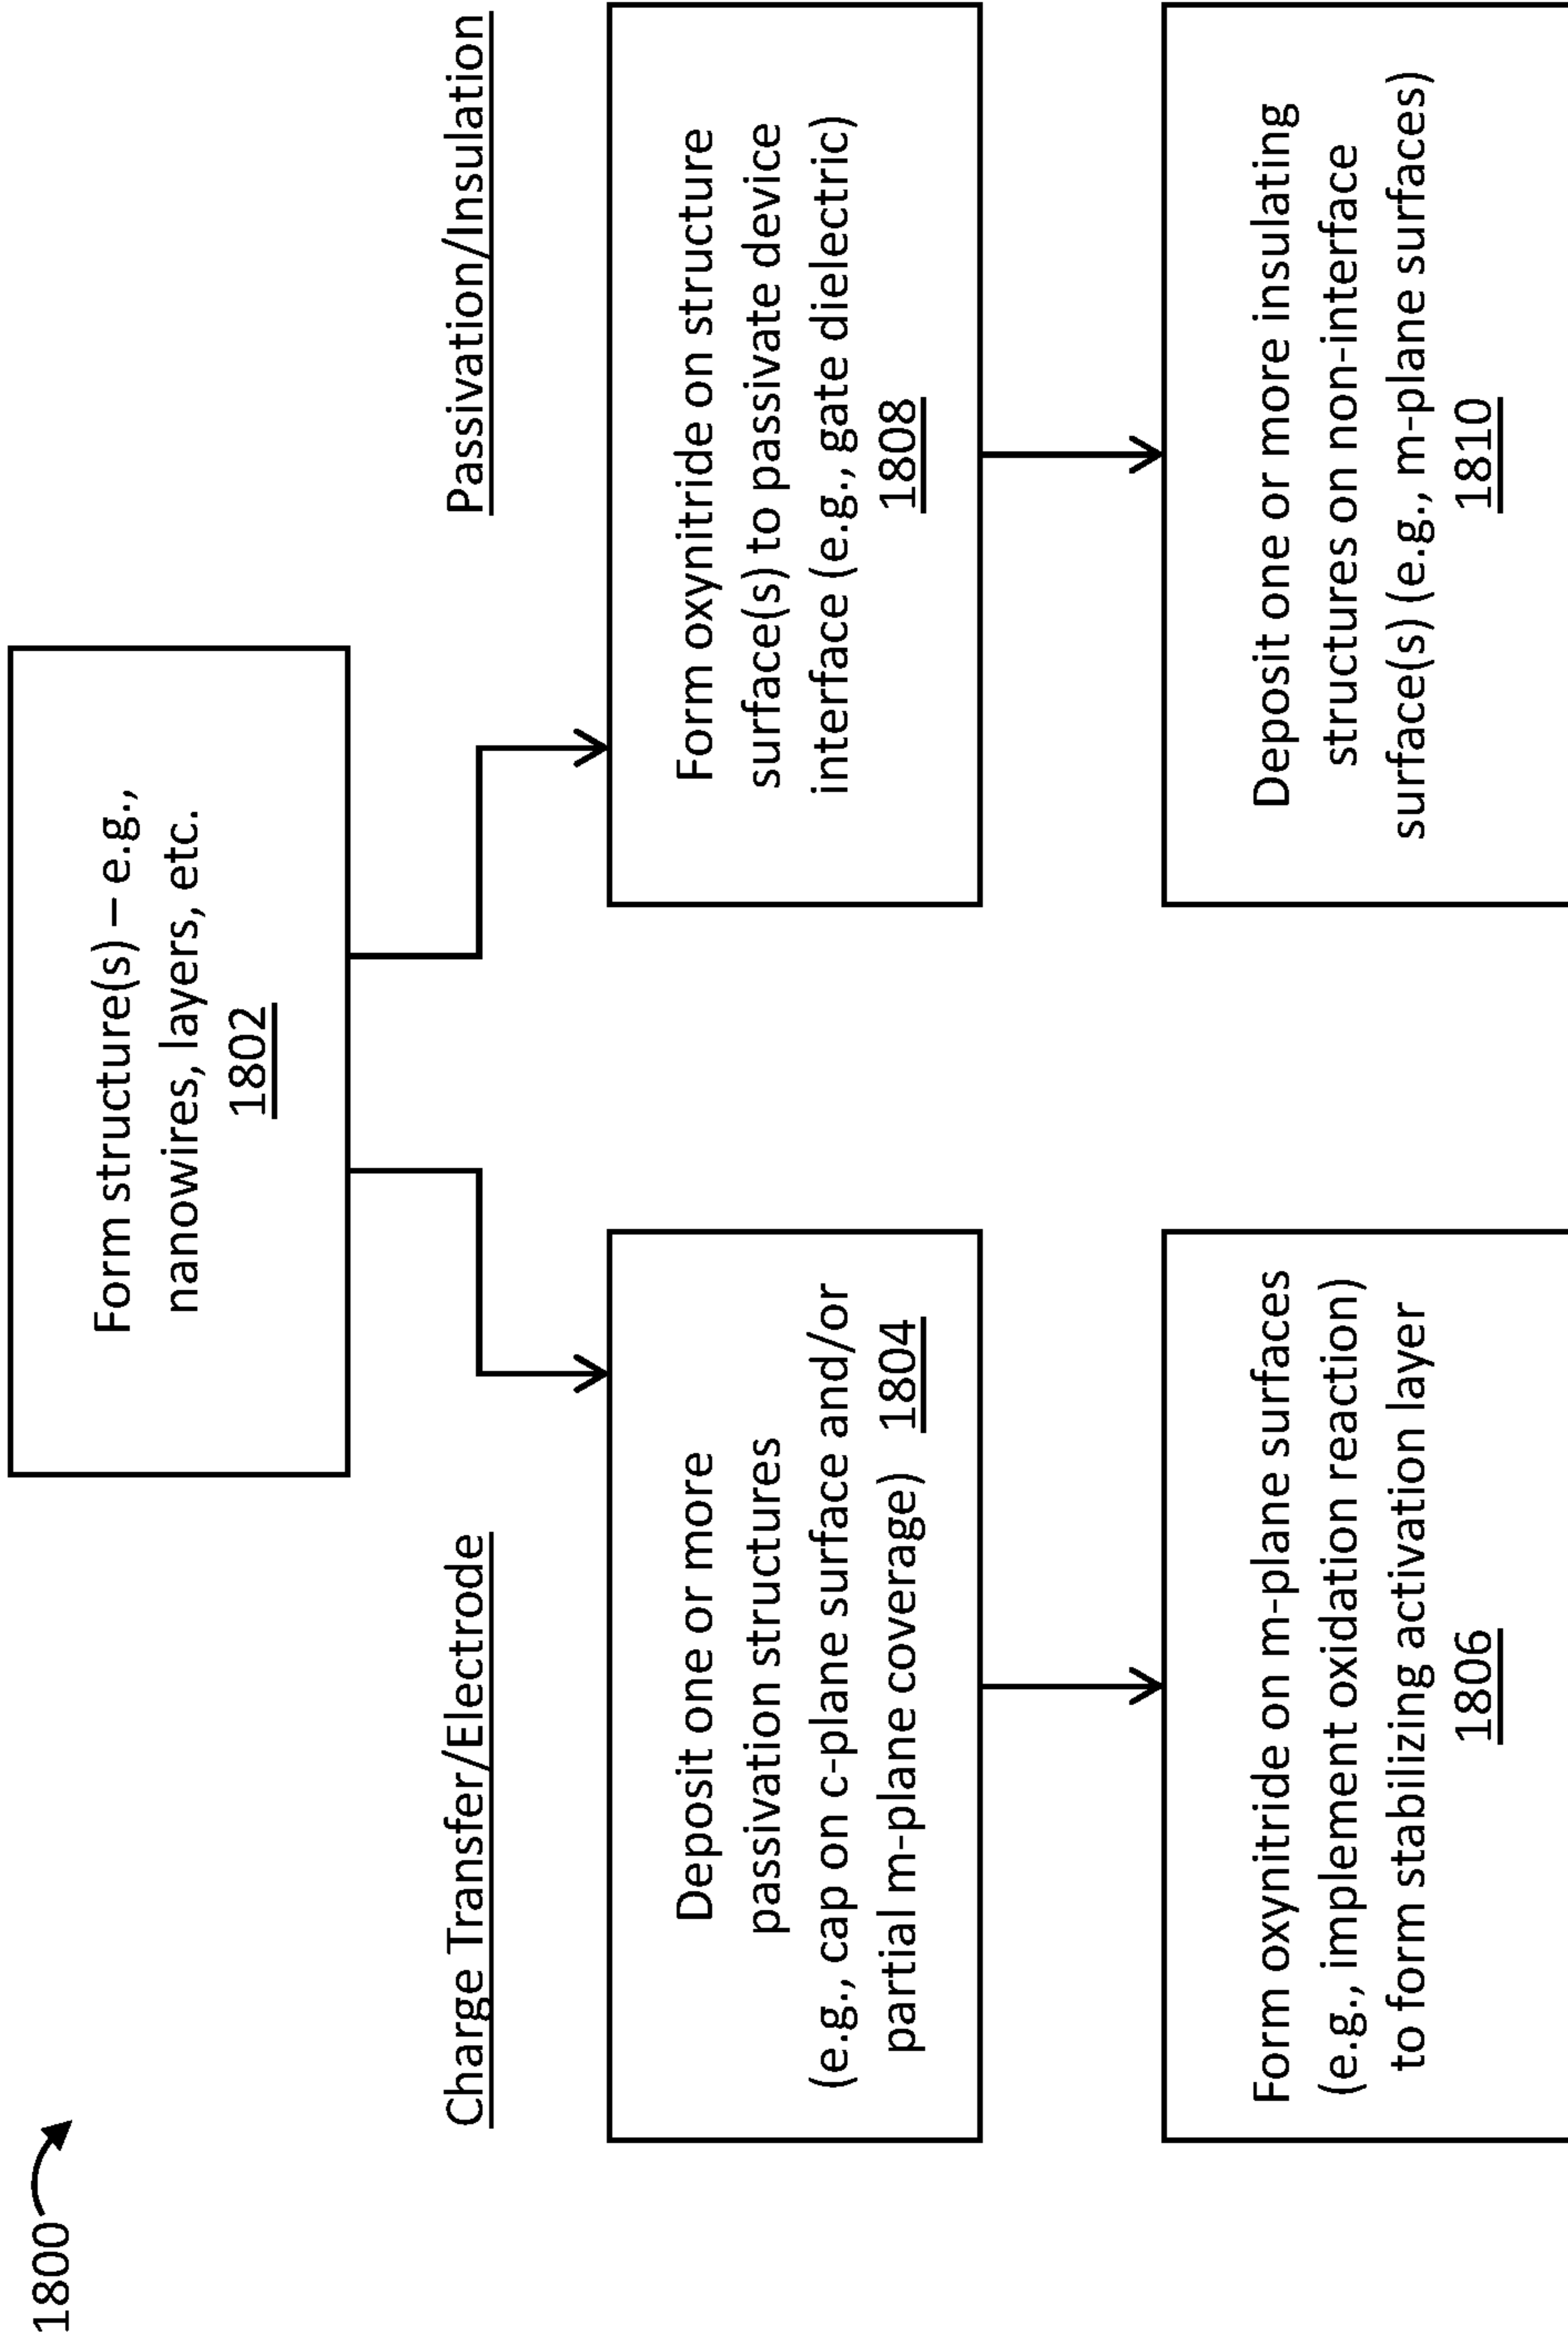 1800
Form structure(s) – e.g.,
nanowires, layers, etc.
1802
Charge Transfer/Electrode
Passivation/Insulation
Deposit one or more
passivation structures
(e.g., cap on c-plane surface and/or
partial m-plane coverage) 1804
Form oxynitride on structure
surface(s) to passivate device
interface (e.g., gate dielectric)
1808
Form oxynitride on m-plane surfaces
(e.g., implement oxidation reaction)
to form stabilizing activation layer
1806
Deposit one or more insulating
structures on non-interface
surface(s) (e.g., m-plane surfaces)
1810